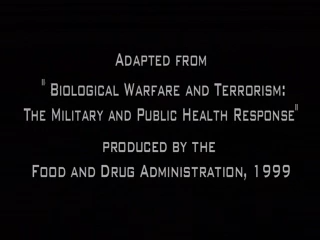 Adapted from
" Biological Warfare and Terrorism:
The Military and Public Health Response"
produced by the
Food and Drug Administration, 1999